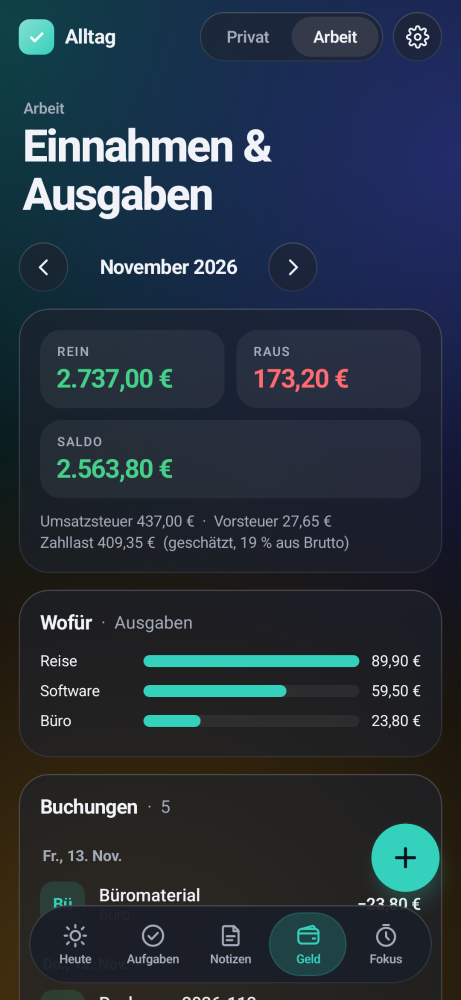 Alltag
Privat
Arbeit
Arbeit
Einnahmen &
Ausgaben
November 2026
REIN
2.737,00 €
RAUS
173,20 €
SALDO
2.563,80 €
Umsatzsteuer 437,00 € · Vorsteuer 27,65 €
Zahllast 409,35 € (geschätzt, 19 % aus Brutto)
Wofür · Ausgaben
Reise 89,90 €
Software 59,50 €
Büro 23,80 €
Buchungen · 5
Fr., 13. Nov.
Bü
Büromaterial
−23,80 €
Büro
Do., 12. Nov.
Heute
Aufgaben
Notizen
Geld
Fokus